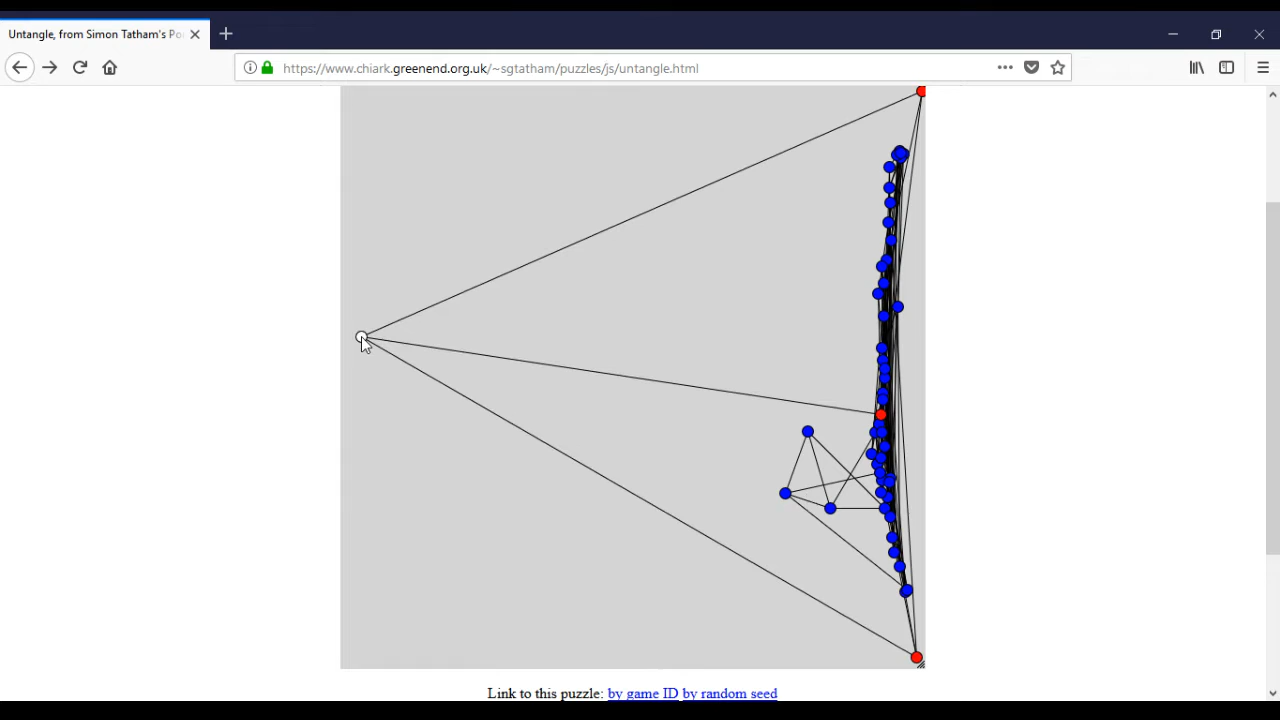 Untangle, from Simon Tatham's Po
https://www.chiark.greenend.org.uk/~sgtatham/puzzles/js/untangle.html
Link to this puzzle: by game ID by random seed